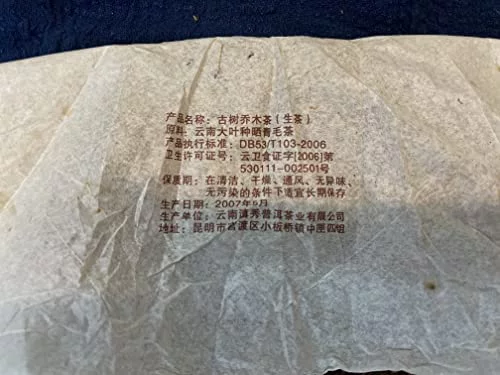 产品名称：古树乔木茶（生茶）
原料：云南大叶种晒青毛茶
产品执行标准：DB53/T103-2006
卫生许可证号：云卫食证字[2006]第
530111-002501号
保质期：在清洁、干燥、通风、无异味、
无污染的条件下适宜长期保存
生产日期：2007年5月
生产单位：云南滇秀普洱茶业有限公司
地址：昆明市官渡区小板桥镇中匣四组